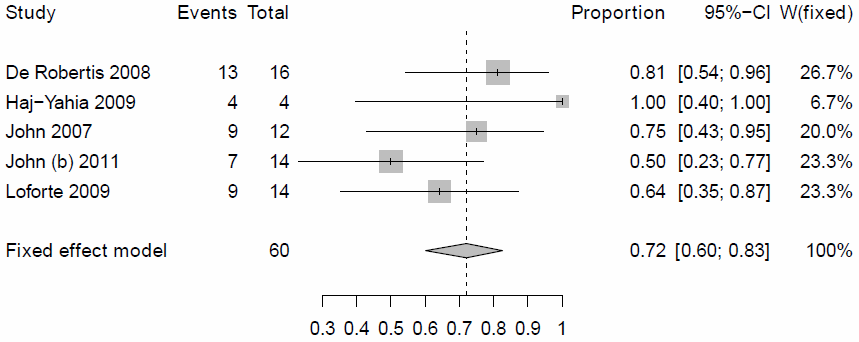 Study Events Total Proportion 95%−CI W(fixed)
De Robertis 2008 13 16 0.81 [0.54; 0.96] 26.7%
Haj−Yahia 2009 4 4 1.00 [0.40; 1.00] 6.7%
John 2007 9 12 0.75 [0.43; 0.95] 20.0%
John (b) 2011 7 14 0.50 [0.23; 0.77] 23.3%
Loforte 2009 9 14 0.64 [0.35; 0.87] 23.3%
Fixed effect model 60 0.72 [0.60; 0.83] 100%
0.3 0.4 0.5 0.6 0.7 0.8 0.9 1